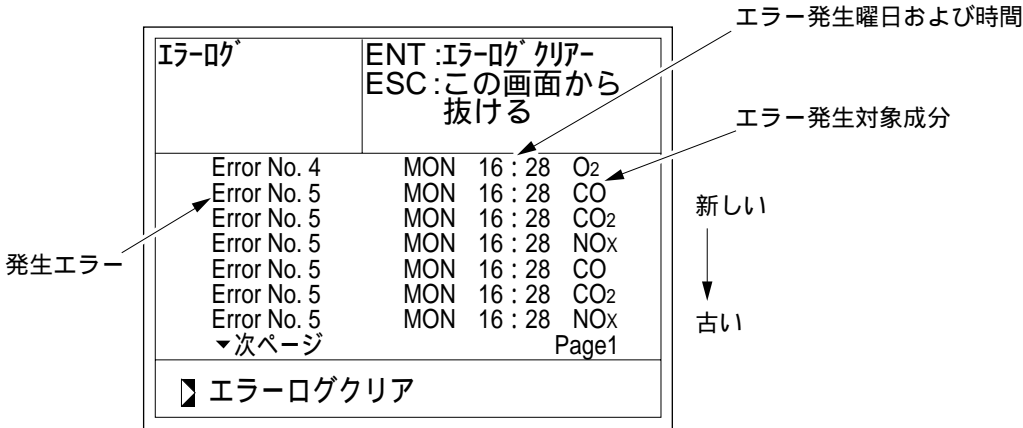 エラー発生曜日および時間
ｴﾗｰﾛｸﾞ
ENT :ｴﾗｰﾛｸﾞ ｸﾘｱｰ
ESC :この画面から
抜ける
エラー発生対象成分
Error No. 4 MON 16 : 28 O2
Error No. 5 MON 16 : 28 CO
Error No. 5 MON 16 : 28 CO2
Error No. 5 MON 16 : 28 NOX
Error No. 5 MON 16 : 28 CO
Error No. 5 MON 16 : 28 CO2
Error No. 5 MON 16 : 28 NOX
▼次ページ Page1
新しい
古い
発生エラー
エラーログクリア